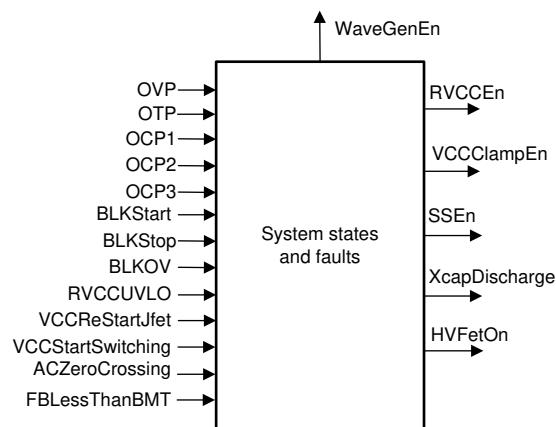 WaveGenEn
OVP
OTP
OCP1
OCP2
OCP3
BLKStart
BLKStop
BLKOV
RVCCUVLO
VCCReStartJfet
VCCStartSwitching
ACZeroCrossing
FBLessThanBMT
System states
and faults
RVCCEn
VCCClampEn
SSEn
XcapDischarge
HVFetOn